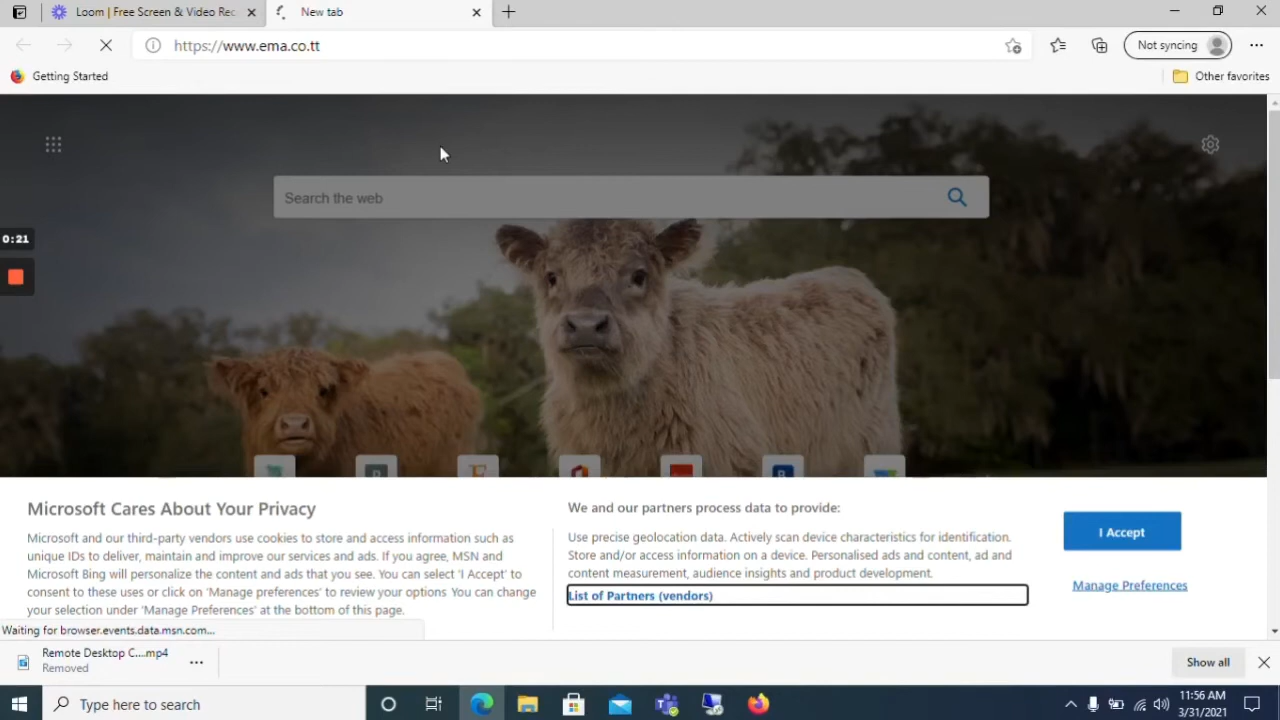 Loom | Free Screen & Video Rec
New tab
https://www.ema.co.tt
Not syncing
Getting Started
Other favorites
Search the web
0:21
Microsoft Cares About Your Privacy
Microsoft and our third-party vendors use cookies to store and access information such as
unique IDs to deliver, maintain and improve our services and ads. If you agree, MSN and
Microsoft Bing will personalize the content and ads that you see. You can select 'I Accept' to
consent to these uses or click on 'Manage preferences' to review your options You can change
your selection under 'Manage Preferences' at the bottom of this page.
We and our partners process data to provide:
Use precise geolocation data. Actively scan device characteristics for identification.
Store and/or access information on a device. Personalised ads and content, ad and
content measurement, audience insights and product development.
List of Partners (vendors)
I Accept
Manage Preferences
Waiting for browser.events.data.msn.com...
Remote Desktop C....mp4
Removed
Show all
Type here to search
11:56 AM
3/31/2021